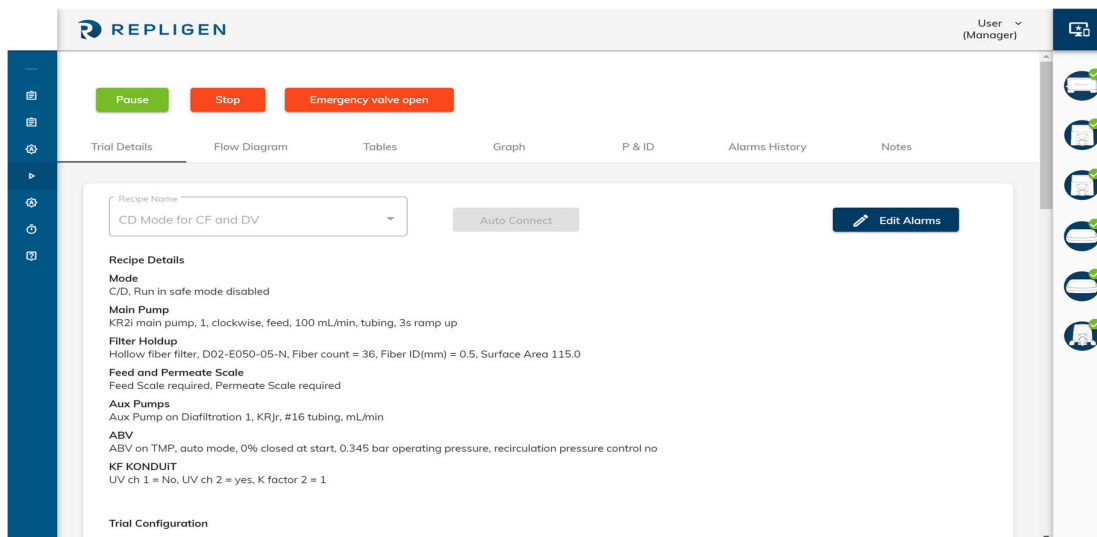 REPLIGEN
User
(Manager)
Pause
Stop
Emergency valve open
Trial Details
Flow Diagram
Tables
Graph
P & ID
Alarms History
Notes
Recipe Name
CD Mode for CF and DV
Auto Connect
Edit Alarms
Recipe Details
Mode
C/D, Run in safe mode disabled
Main Pump
KR2i main pump, 1, clockwise, feed, 100 mL/min, tubing, 3s ramp up
Filter Holdup
Hollow fiber filter, D02-E050-05-N, Fiber count = 36, Fiber ID(mm) = 0.5, Surface Area 115.0
Feed and Permeate Scale
Feed Scale required, Permeate Scale required
Aux Pumps
Aux Pump on Diafiltration 1, KRJr, #16 tubing, mL/min
ABV
ABV on TMP, auto mode, 0% closed at start, 0.345 bar operating pressure, recirculation pressure control no
KF KONDUiT
UV ch 1 = No, UV ch 2 = yes, K factor 2 = 1
Trial Configuration